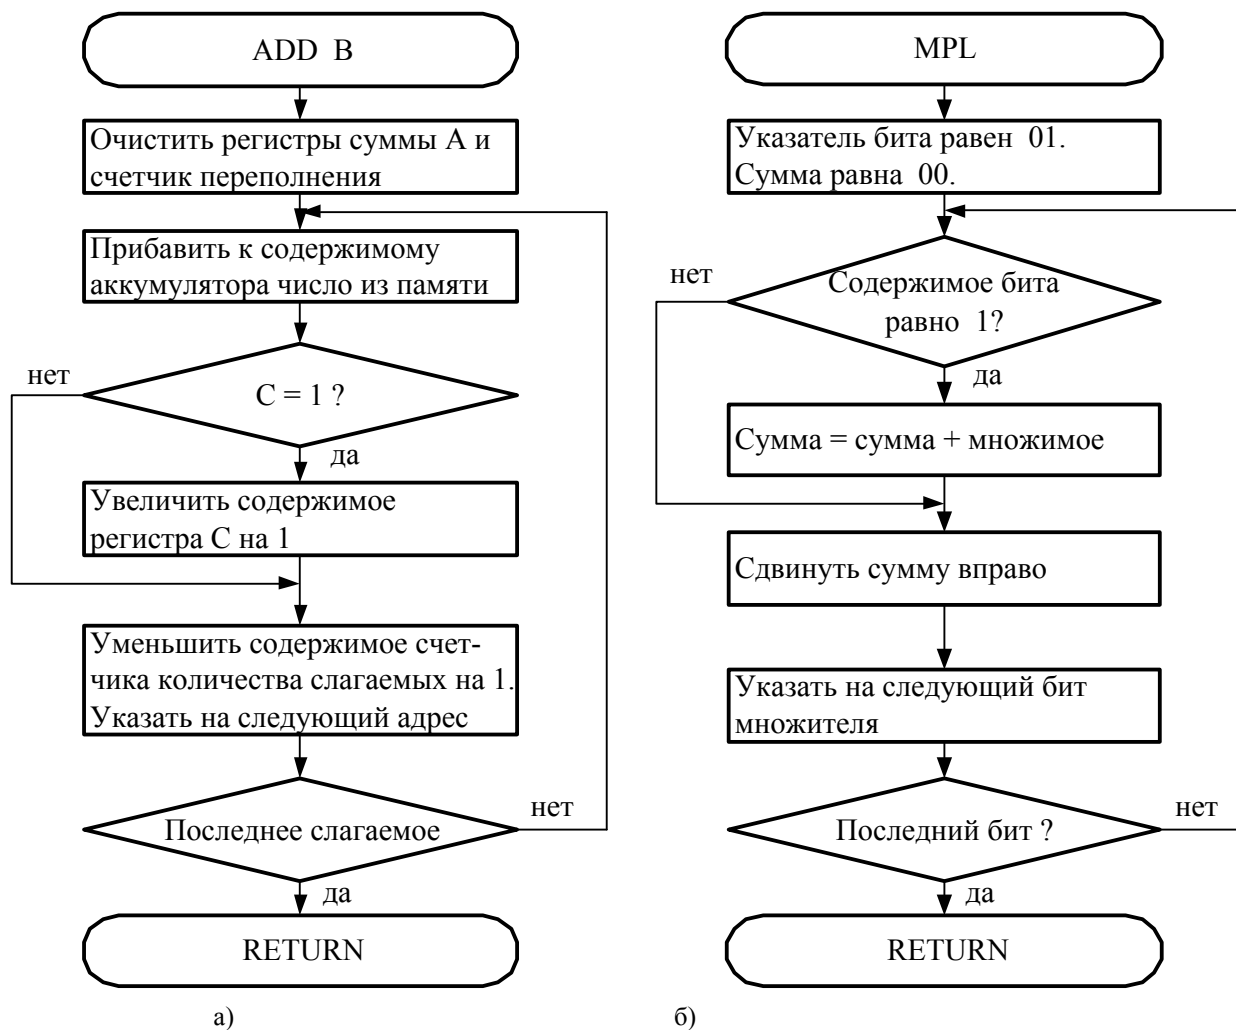 ADD B
Очистить регистры суммы А и
счетчик переполнения
Прибавить к содержимому
аккумулятора число из памяти
нет
C = 1 ?
да
Увеличить содержимое
регистра С на 1
Уменьшить содержимое счет-
чика количества слагаемых на 1.
Указать на следующий адрес
Последнее слагаемое
нет
да
RETURN
а)
MPL
Указатель бита равен 01.
Сумма равна 00.
нет
Содержимое бита
равно 1?
да
Сумма = сумма + множимое
Сдвинуть сумму вправо
Указать на следующий бит
множителя
Последний бит ?
нет
да
RETURN
б)